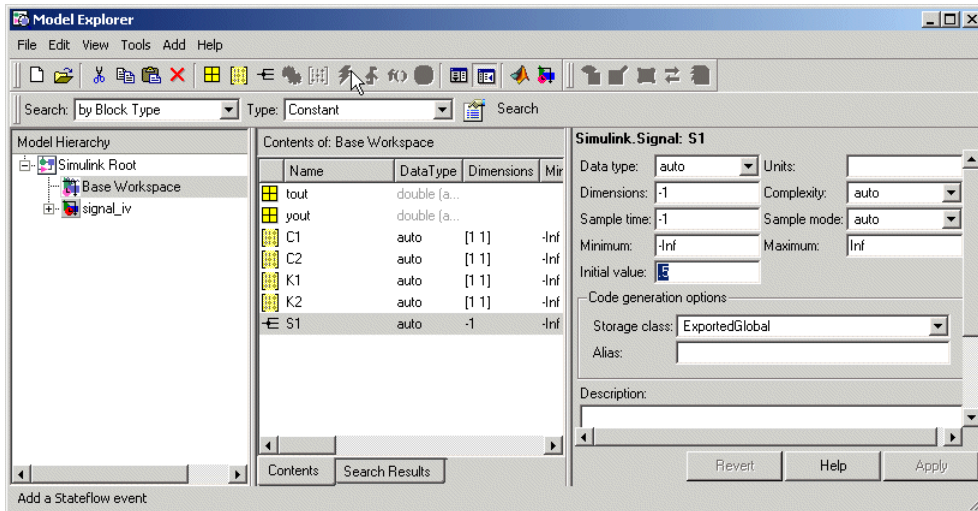 Model Explorer
File Edit View Tools Add Help
Search: by Block Type Type: Constant Search
Model Hierarchy
Simulink Root
Base Workspace
signal_iv
Contents of: Base Workspace
Name DataType Dimensions Mir
tout double (a...
yout double (a...
C1 auto [1 1] -Inf
C2 auto [1 1] -Inf
K1 auto [1 1] -Inf
K2 auto [1 1] -Inf
S1 auto -1 -Inf
Contents Search Results
Simulink.Signal: S1
Data type: auto Units:
Dimensions: -1 Complexity: auto
Sample time: -1 Sample mode: auto
Minimum: -Inf Maximum: Inf
Initial value: .5
Code generation options
Storage class: ExportedGlobal
Alias:
Description:
Revert Help Apply
Add a Stateflow event